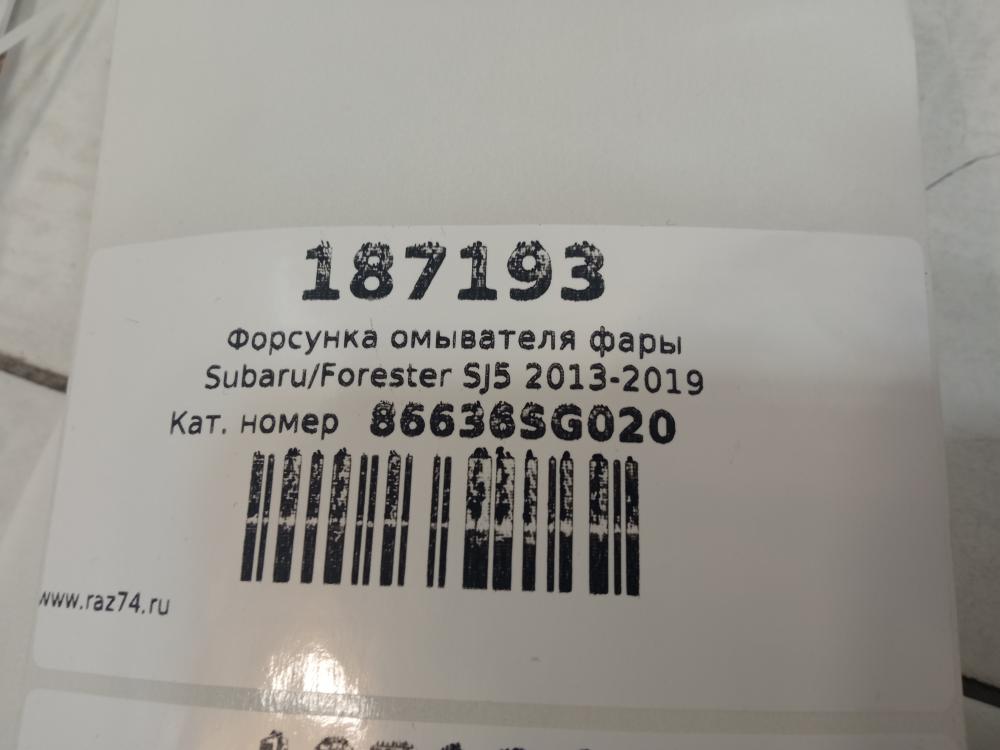 187193
Форсунка омывателя фары
Subaru/Forester SJ5 2013-2019
Кат. номер 86636SG020
www.raz74.ru